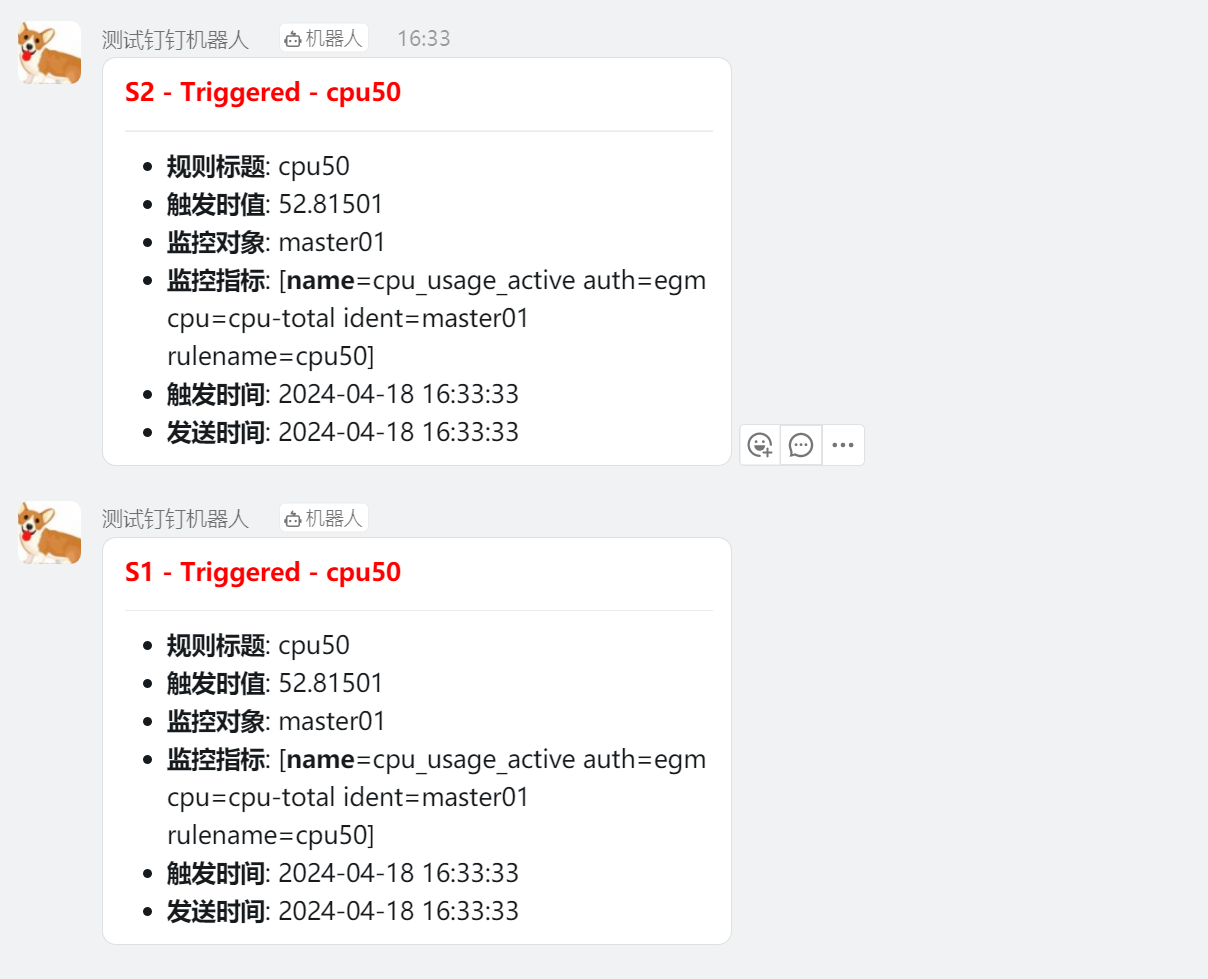 测试钉钉机器人 机器人 16:33
S2 - Triggered - cpu50
规则标题: cpu50
触发时值: 52.81501
监控对象: master01
监控指标: [name=cpu_usage_active auth=egm
cpu=cpu-total ident=master01
rulename=cpu50]
触发时间: 2024-04-18 16:33:33
发送时间: 2024-04-18 16:33:33
测试钉钉机器人 机器人
S1 - Triggered - cpu50
规则标题: cpu50
触发时值: 52.81501
监控对象: master01
监控指标: [name=cpu_usage_active auth=egm
cpu=cpu-total ident=master01
rulename=cpu50]
触发时间: 2024-04-18 16:33:33
发送时间: 2024-04-18 16:33:33